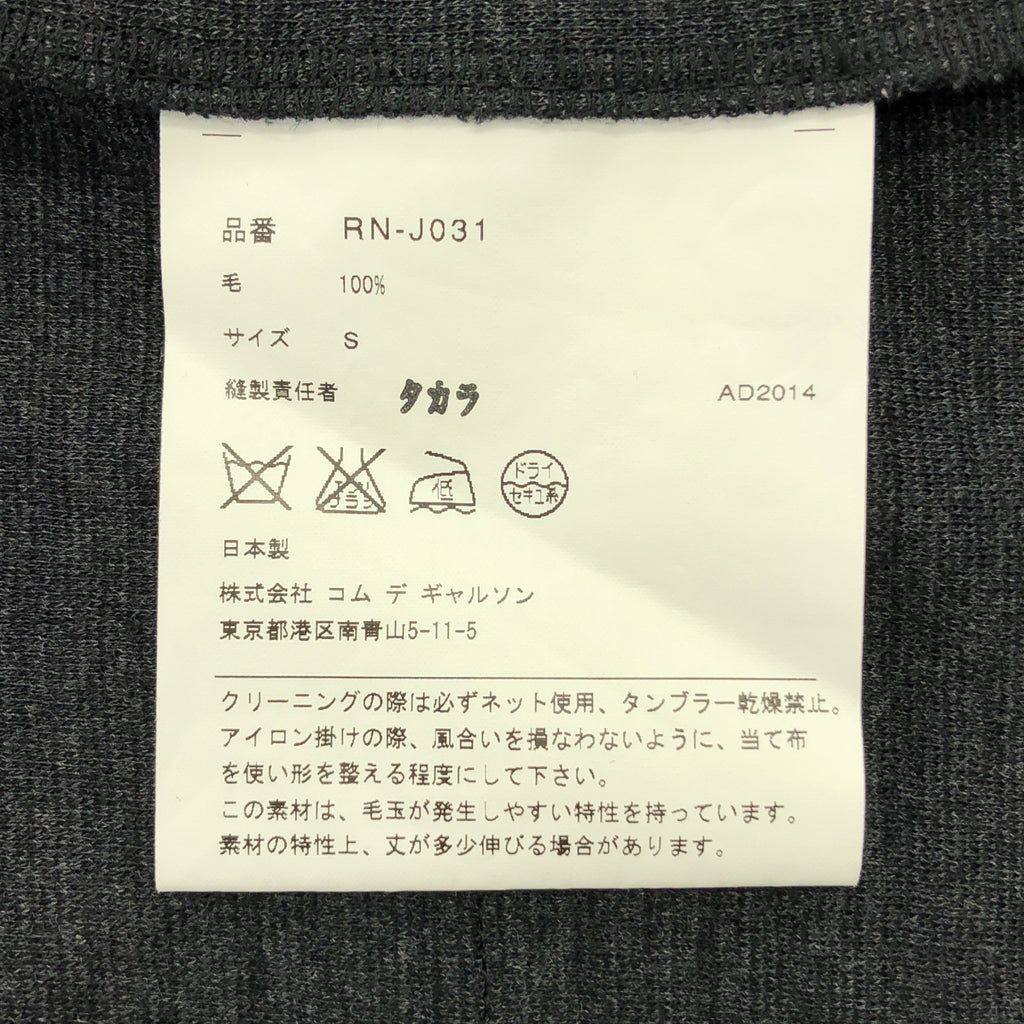 品番 RN-J031
毛 100%
サイズ S
縫製責任者 タカラ AD2014
エンソ サラシ 低 ドライ セキユ系
日本製
株式会社 コム デ ギャルソン
東京都港区南青山5-11-5
クリーニングの際は必ずネット使用、タンブラー乾燥禁止。
アイロン掛けの際、風合いを損なわないように、当て布
を使い形を整える程度にして下さい。
この素材は、毛玉が発生しやすい特性を持っています。
素材の特性上、丈が多少伸びる場合があります。